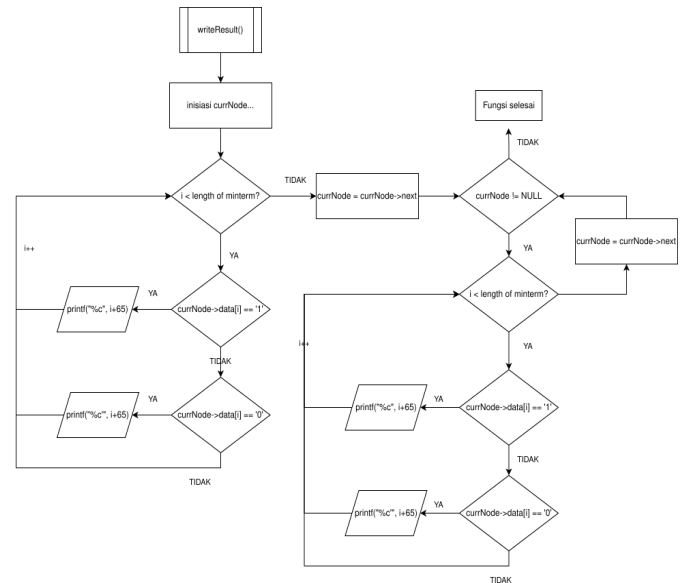 writeResult()
inisiasi currNode...
i < length of minterm?
TIDAK
currNode = currNode->next
YA
currNode->data[i] == '1'
YA
printf("%c", i+65)
TIDAK
currNode->data[i] == '0'
YA
printf("%c'", i+65)
TIDAK
i++
Fungsi selesai
TIDAK
currNode != NULL
YA
i < length of minterm?
currNode = currNode->next
YA
currNode->data[i] == '1'
YA
printf("%c", i+65)
TIDAK
currNode->data[i] == '0'
YA
printf("%c'", i+65)
TIDAK
i++